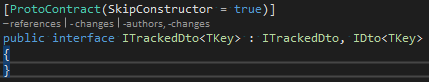 [ProtoContract(SkipConstructor = true)]
–references | -changes | -authors, -changes
public interface ITrackedDto<TKey> : ITrackedDto, IDto<TKey>
{
}